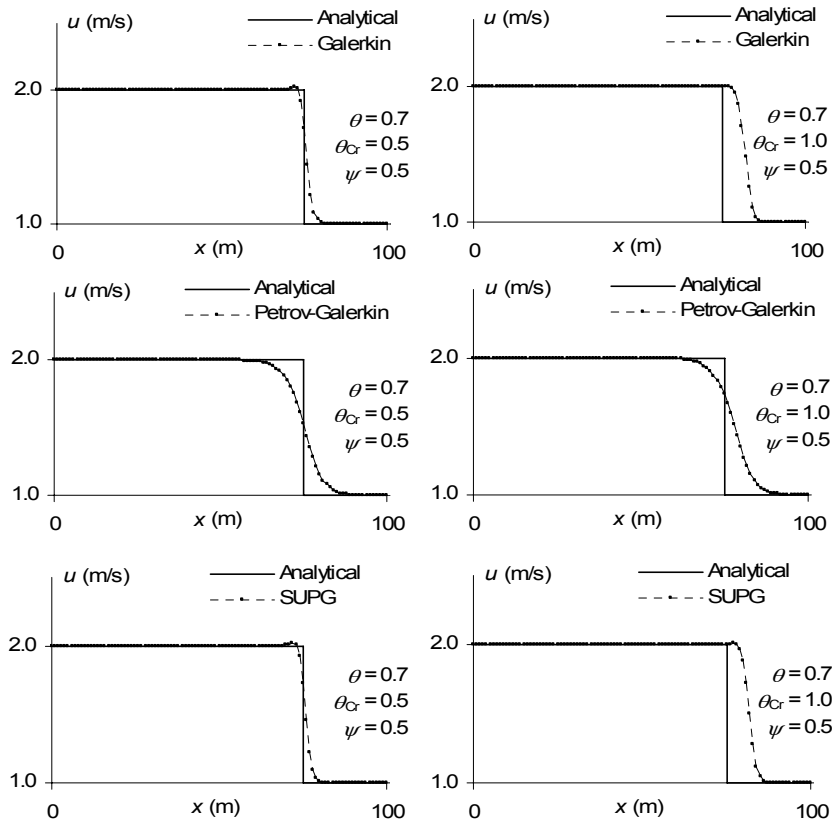 u (m/s)
Analytical
Galerkin
2.0
θ = 0.7
θCr = 0.5
ψ = 0.5
1.0
0
x (m)
100
u (m/s)
Analytical
Galerkin
2.0
θ = 0.7
θCr = 1.0
ψ = 0.5
1.0
0
x (m)
100
u (m/s)
Analytical
Petrov-Galerkin
2.0
θ = 0.7
θCr = 0.5
ψ = 0.5
1.0
0
x (m)
100
u (m/s)
Analytical
Petrov-Galerkin
2.0
θ = 0.7
θCr = 1.0
ψ = 0.5
1.0
0
x (m)
100
u (m/s)
Analytical
SUPG
2.0
θ = 0.7
θCr = 0.5
ψ = 0.5
1.0
0
x (m)
100
u (m/s)
Analytical
SUPG
2.0
θ = 0.7
θCr = 1.0
ψ = 0.5
1.0
0
x (m)
100